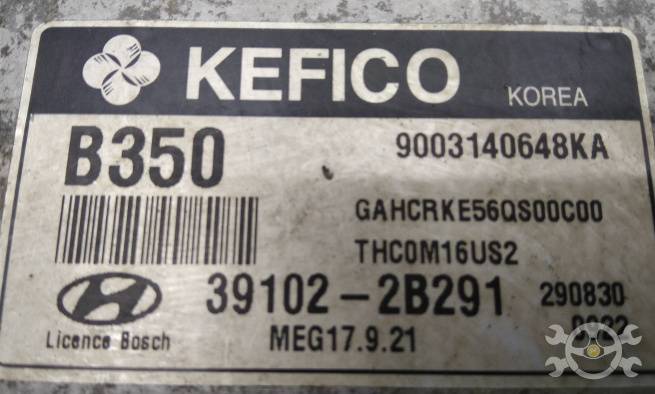 KEFICO KOREA
B350 9003140648KA
GAHCRKE56QS00C00
THC0M16US2
39102-2B291 290830
Licence Bosch MEG17.9.21